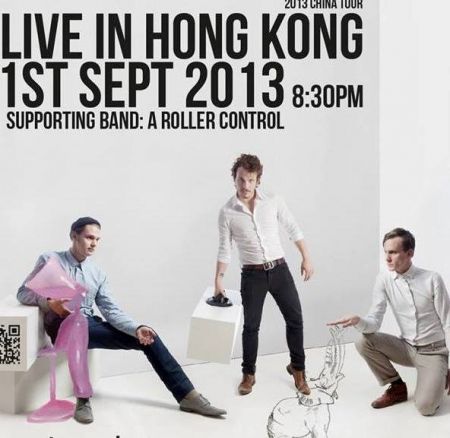 2013 CHINA TOUR
LIVE IN HONG KONG
1ST SEPT 2013 8:30PM
SUPPORTING BAND: A ROLLER CONTROL